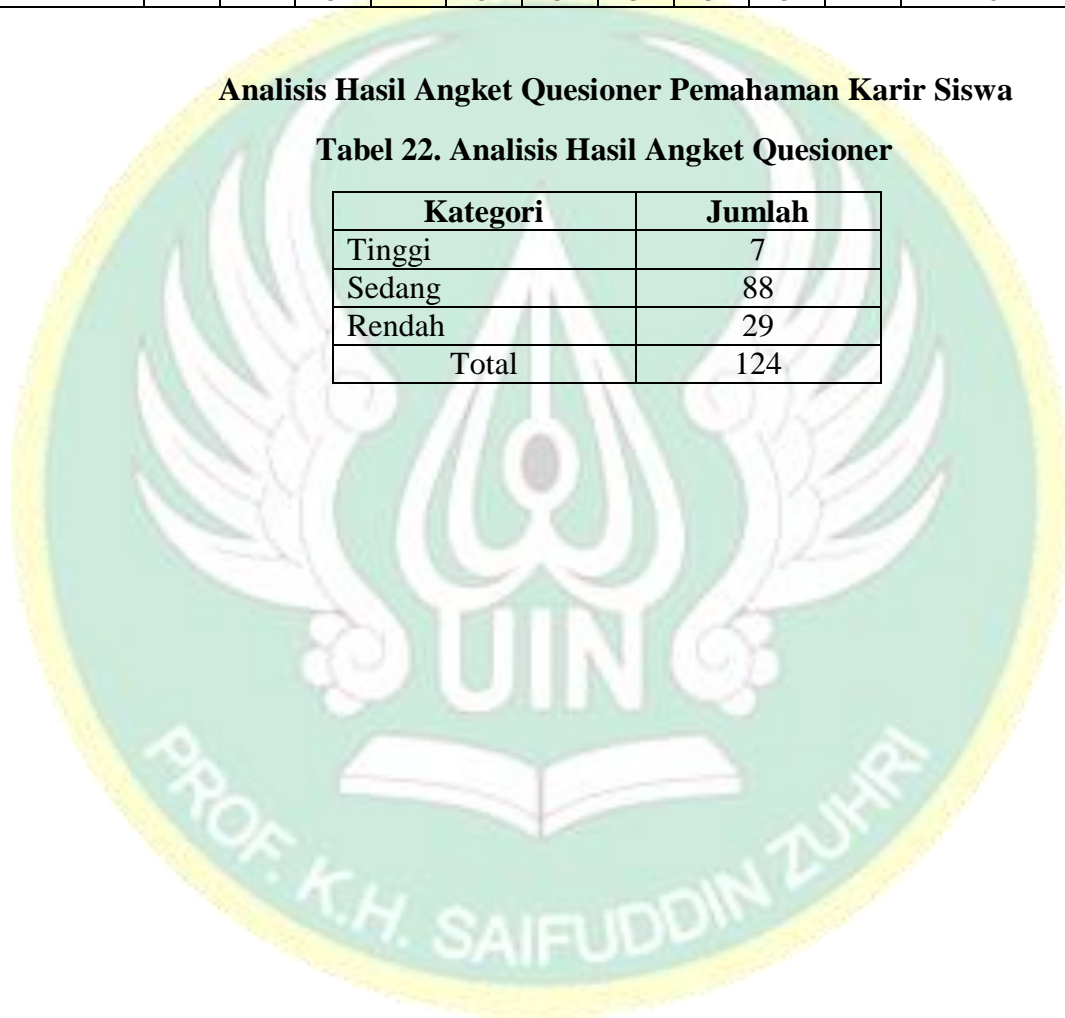 Analisis Hasil Angket Quesioner Pemahaman Karir Siswa
Tabel 22. Analisis Hasil Angket Quesioner
Kategori Jumlah
Tinggi 7
Sedang 88
Rendah 29
Total 124
UIN
PROF. K.H. SAIFUDDIN ZUHRI